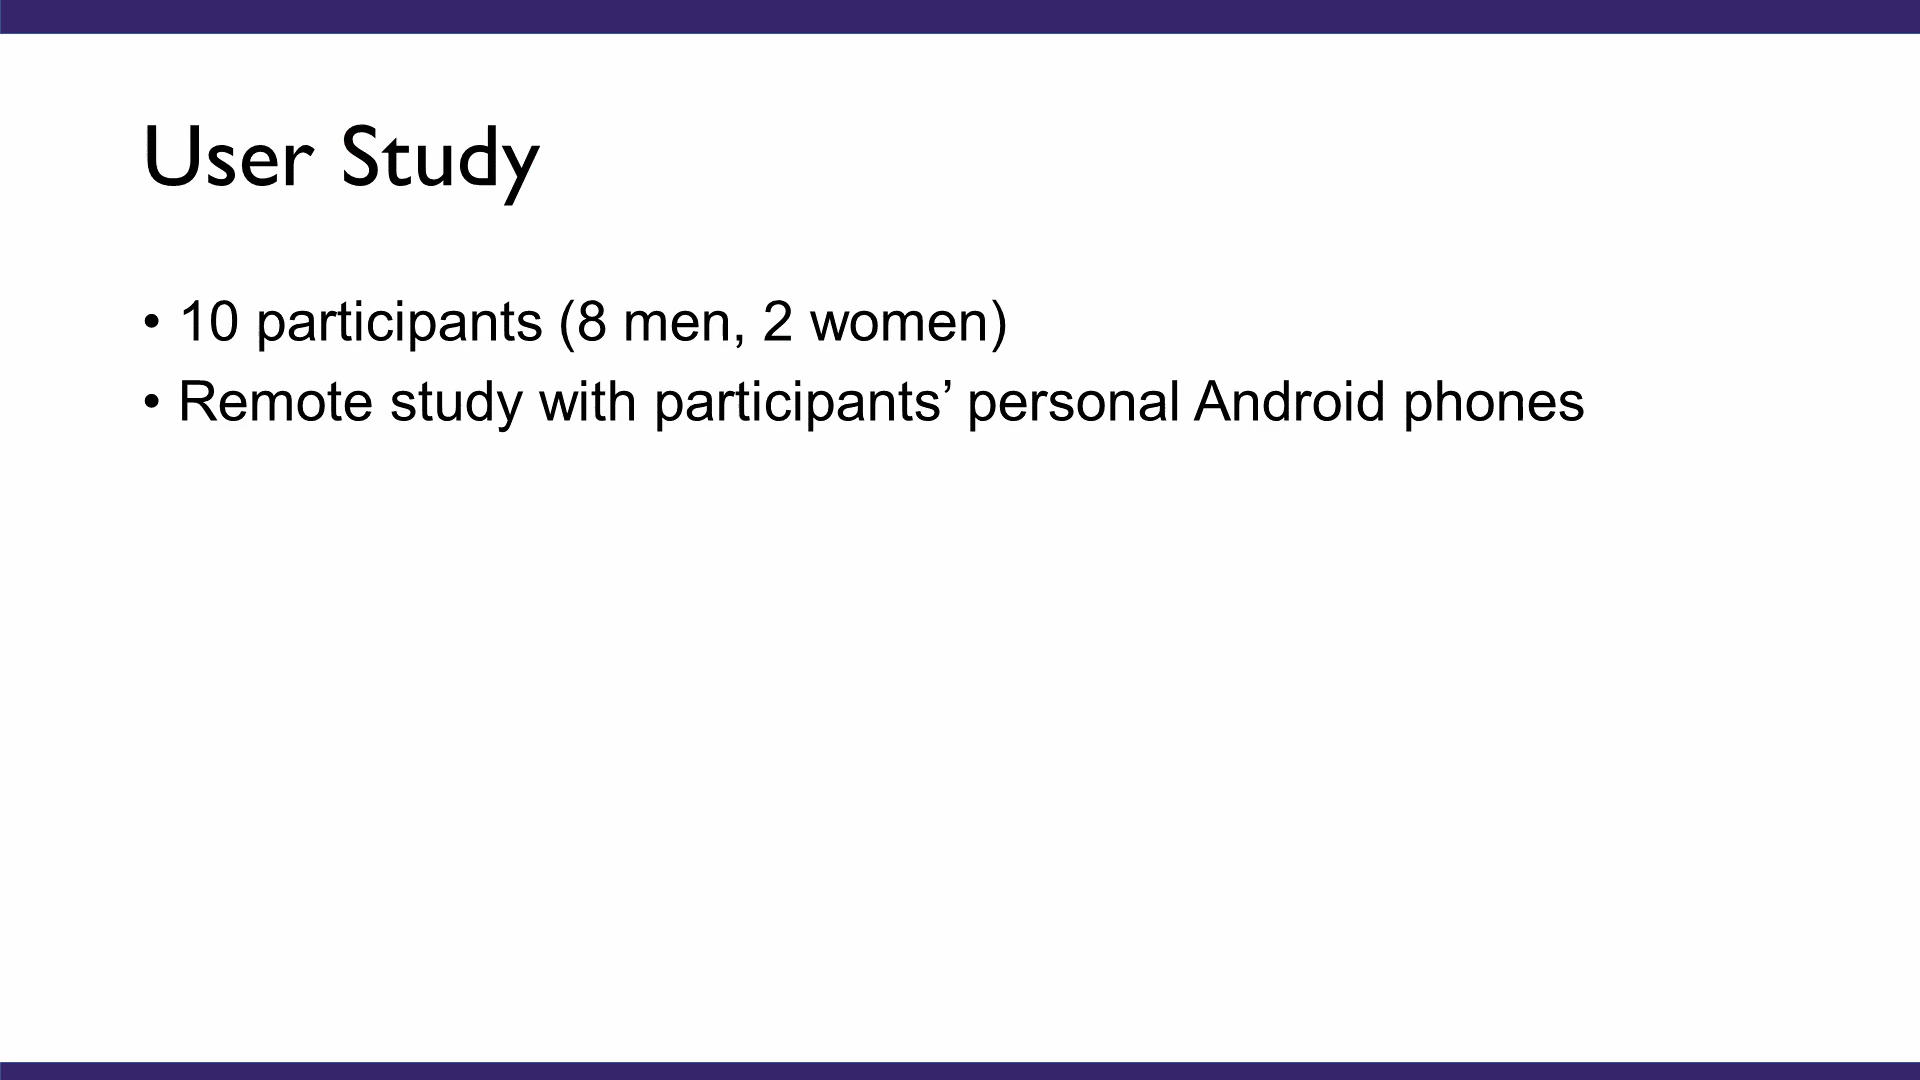 User Study
• 10 participants (8 men, 2 women)
• Remote study with participants’ personal Android phones